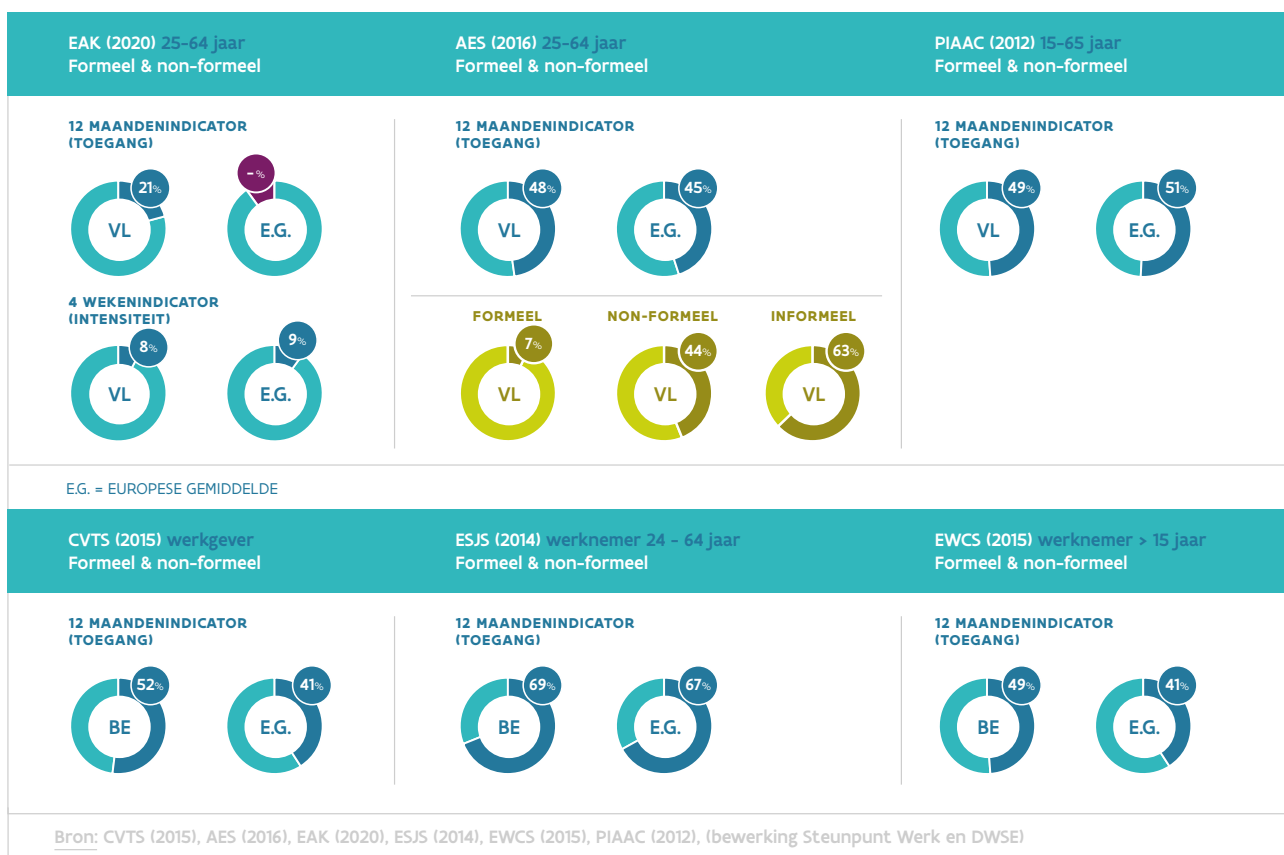 EAK (2020) 25-64 jaar
Formeel & non-formeel
AES (2016) 25-64 jaar
Formeel & non-formeel
PIAAC (2012) 15-65 jaar
Formeel & non-formeel
12 MAANDENINDICATOR
(TOEGANG)
21%
VL
-%
E.G.
4 WEKENINDICATOR
(INTENSITEIT)
8%
VL
9%
E.G.
12 MAANDENINDICATOR
(TOEGANG)
48%
VL
45%
E.G.
FORMEEL
7%
VL
NON-FORMEEL
44%
VL
INFORMEEL
63%
VL
12 MAANDENINDICATOR
(TOEGANG)
49%
VL
51%
E.G.
E.G. = EUROPESE GEMIDDELDE
CVTS (2015) werkgever
Formeel & non-formeel
ESJS (2014) werknemer 24 - 64 jaar
Formeel & non-formeel
EWCS (2015) werknemer > 15 jaar
Formeel & non-formeel
12 MAANDENINDICATOR
(TOEGANG)
52%
BE
41%
E.G.
12 MAANDENINDICATOR
(TOEGANG)
69%
BE
67%
E.G.
12 MAANDENINDICATOR
(TOEGANG)
49%
BE
41%
E.G.
Bron: CVTS (2015), AES (2016), EAK (2020), ESJS (2014), EWCS (2015), PIAAC (2012), (bewerking Steunpunt Werk en DWSE)